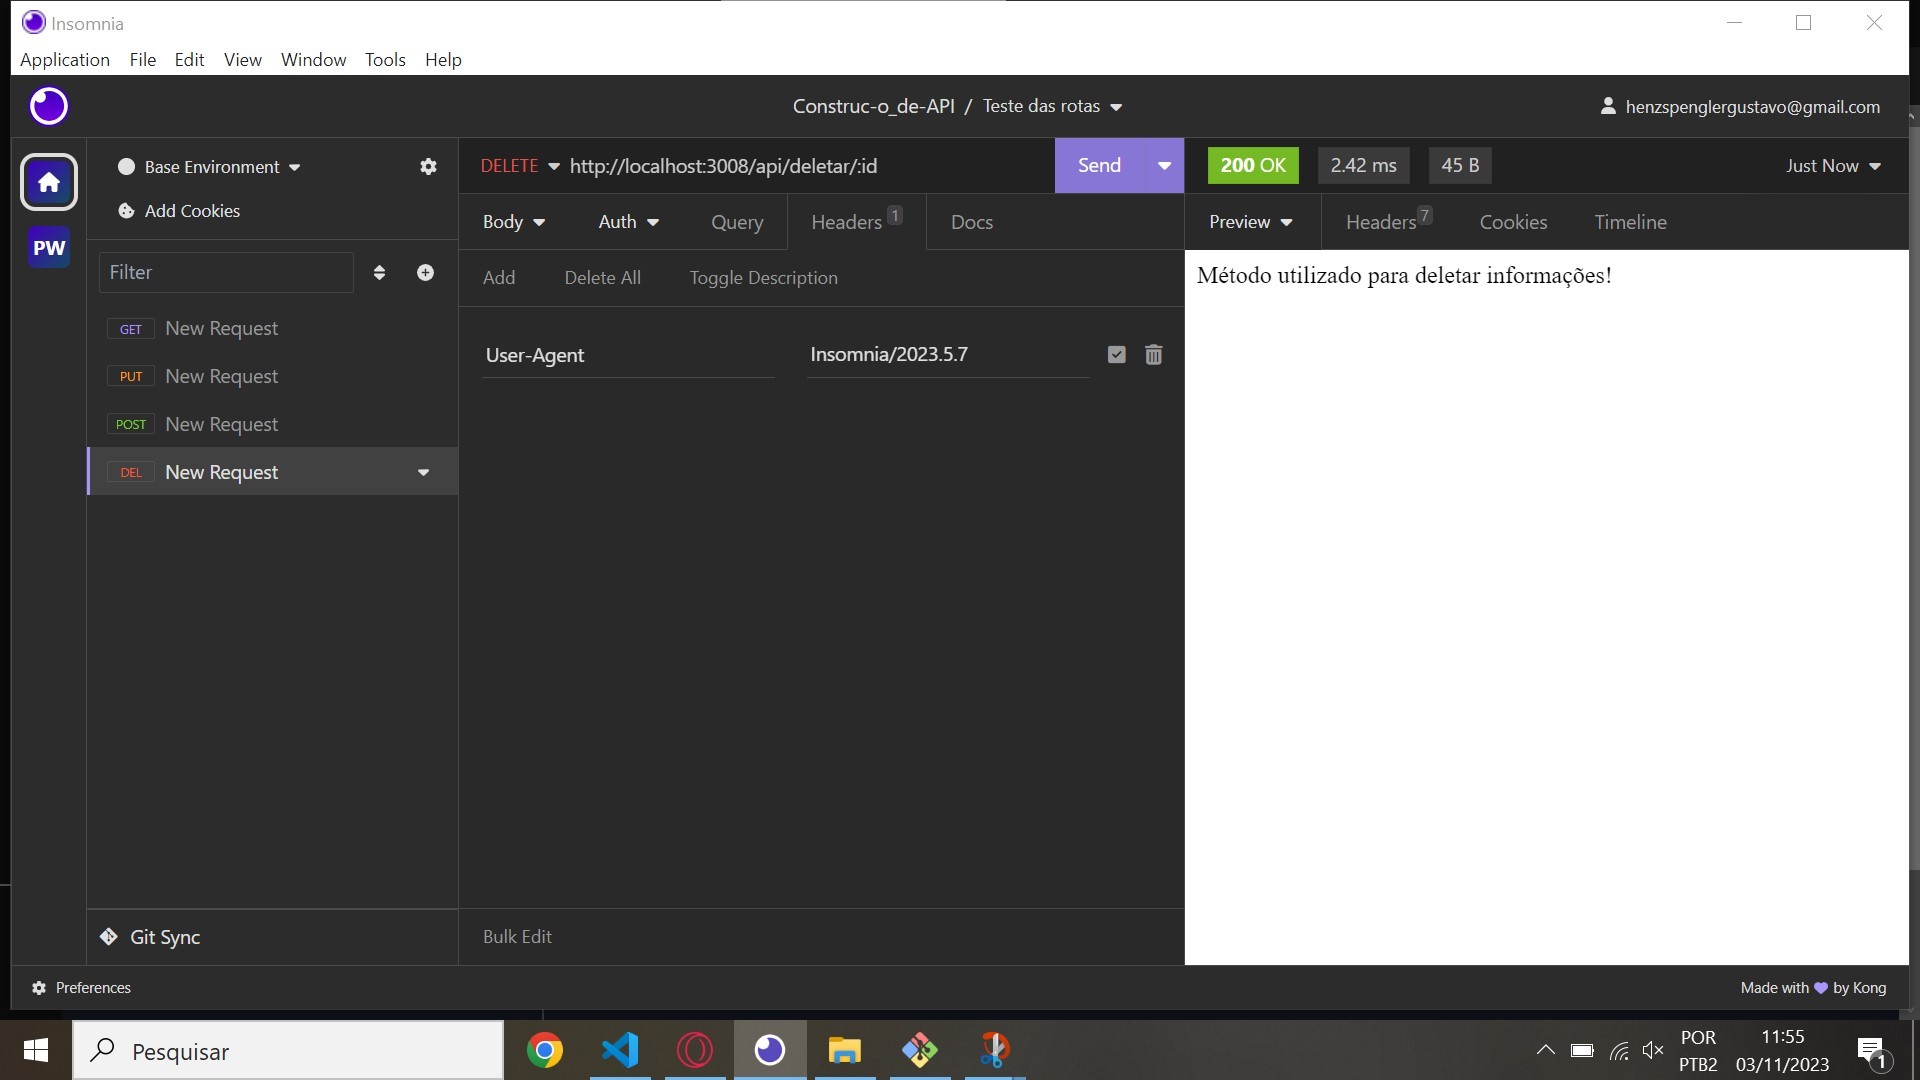 Insomnia
Application File Edit View Window Tools Help
Construc-o_de-API / Teste das rotas
henzspenglergustavo@gmail.com
Base Environment
DELETE http://localhost:3008/api/deletar/:id
Send
200 OK
2.42 ms
45 B
Just Now
Add Cookies
PW
Body Auth Query Headers 1 Docs
Preview Headers 7 Cookies Timeline
Filter
Add Delete All Toggle Description
Método utilizado para deletar informações!
GET New Request
PUT New Request
POST New Request
DEL New Request
User-Agent Insomnia/2023.5.7
Git Sync
Bulk Edit
Preferences
Made with by Kong
Pesquisar
POR
PTB2
11:55
03/11/2023
1